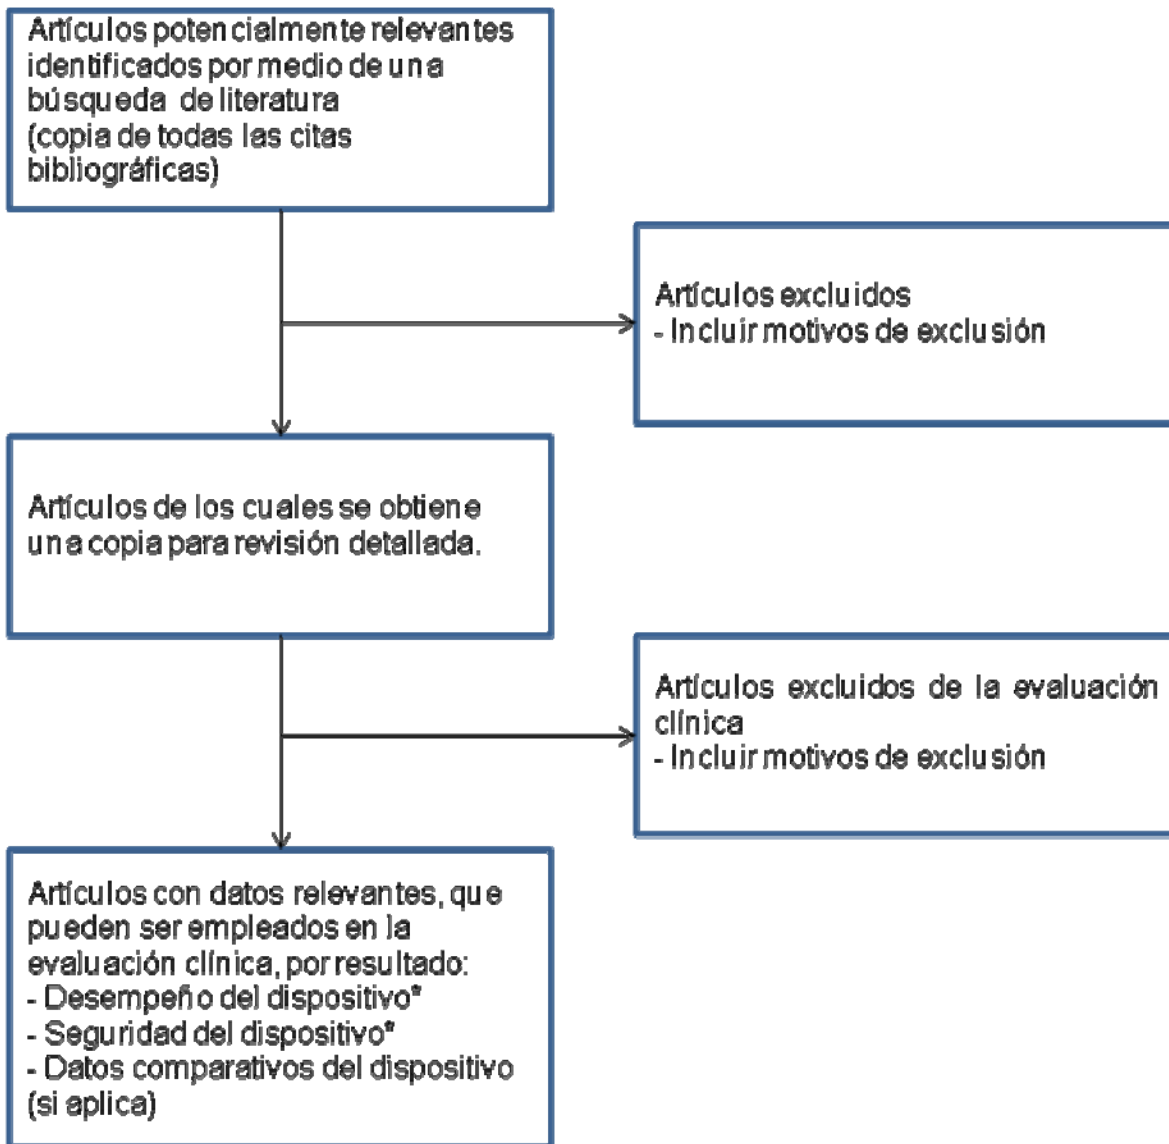 Artículos potencialmente relevantes
identificados por medio de una
búsqueda de literatura
(copia de todas las citas
bibliográficas)
Artículos excluidos
- Incluir motivos de exclusión
Artículos de los cuales se obtiene
una copia para revisión detallada.
Artículos excluidos de la evaluación
clínica
- Incluir motivos de exclusión
Artículos con datos relevantes, que
pueden ser empleados en la
evaluación clínica, por resultado:
- Desempeño del dispositivo*
- Seguridad del dispositivo*
- Datos comparativos del dispositivo
(si aplica)